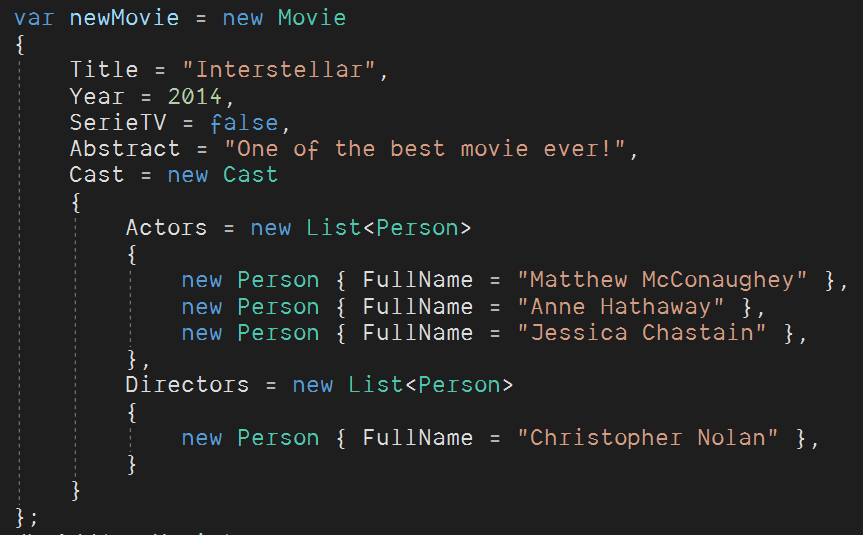 var newMovie = new Movie
{
    Title = "Interstellar",
    Year = 2014,
    SerieTV = false,
    Abstract = "One of the best movie ever!",
    Cast = new Cast
    {
        Actors = new List<Person>
        {
            new Person { FullName = "Matthew McConaughey" },
            new Person { FullName = "Anne Hathaway" },
            new Person { FullName = "Jessica Chastain" },
        },
        Directors = new List<Person>
        {
            new Person { FullName = "Christopher Nolan" },
        }
    }
};